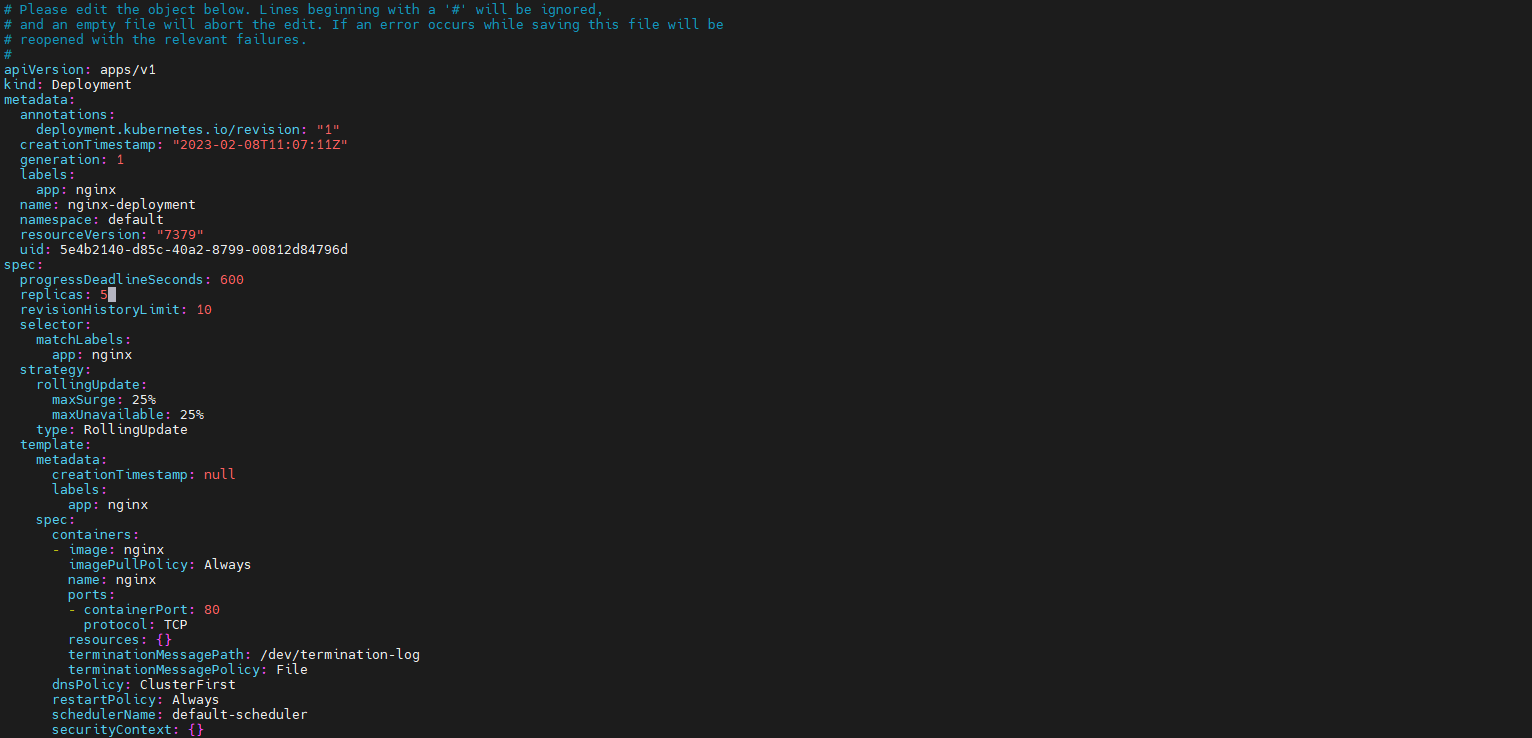 # Please edit the object below. Lines beginning with a '#' will be ignored,
# and an empty file will abort the edit. If an error occurs while saving this file will be
# reopened with the relevant failures.
#
apiVersion: apps/v1
kind: Deployment
metadata:
  annotations:
    deployment.kubernetes.io/revision: "1"
  creationTimestamp: "2023-02-08T11:07:11Z"
  generation: 1
  labels:
    app: nginx
  name: nginx-deployment
  namespace: default
  resourceVersion: "7379"
  uid: 5e4b2140-d85c-40a2-8799-00812d84796d
spec:
  progressDeadlineSeconds: 600
  replicas: 5
  revisionHistoryLimit: 10
  selector:
    matchLabels:
      app: nginx
  strategy:
    rollingUpdate:
      maxSurge: 25%
      maxUnavailable: 25%
    type: RollingUpdate
  template:
    metadata:
      creationTimestamp: null
      labels:
        app: nginx
    spec:
      containers:
      - image: nginx
        imagePullPolicy: Always
        name: nginx
        ports:
        - containerPort: 80
          protocol: TCP
        resources: {}
        terminationMessagePath: /dev/termination-log
        terminationMessagePolicy: File
      dnsPolicy: ClusterFirst
      restartPolicy: Always
      schedulerName: default-scheduler
      securityContext: {}